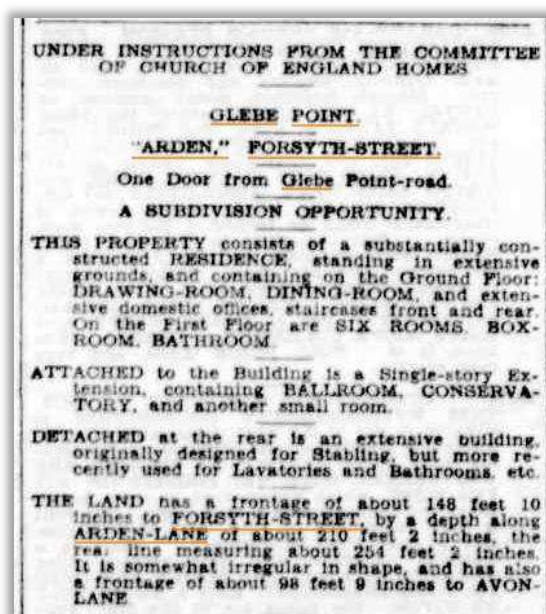 UNDER INSTRUCTIONS FROM THE COMMITTEE
OF CHURCH OF ENGLAND HOMES
GLEBE POINT.
"ARDEN," FORSYTH-STREET.
One Door from Glebe Point-road.
A SUBDIVISION OPPORTUNITY.
THIS PROPERTY consists of a substantially con-
structed RESIDENCE, standing in extensive
grounds, and containing on the Ground Floor:
DRAWING-ROOM, DINING-ROOM, and exten-
sive domestic offices, staircases front and rear.
On the First Floor are SIX ROOMS, BOX-
ROOM, BATHROOM
ATTACHED to the Building is a Single-story Ex-
tension, containing BALLROOM, CONSERVA-
TORY, and another small room.
DETACHED at the rear is an extensive building,
originally designed for Stabling, but more re-
cently used for Lavatories and Bathrooms, etc.
THE LAND has a frontage of about 148 feet 10
inches to FORSYTH-STREET, by a depth along
ARDEN-LANE of about 210 feet 2 inches, the
rear line measuring about 254 feet 2 inches.
It is somewhat irregular in shape, and has also
a frontage of about 98 feet 9 inches to AVON-
LANE